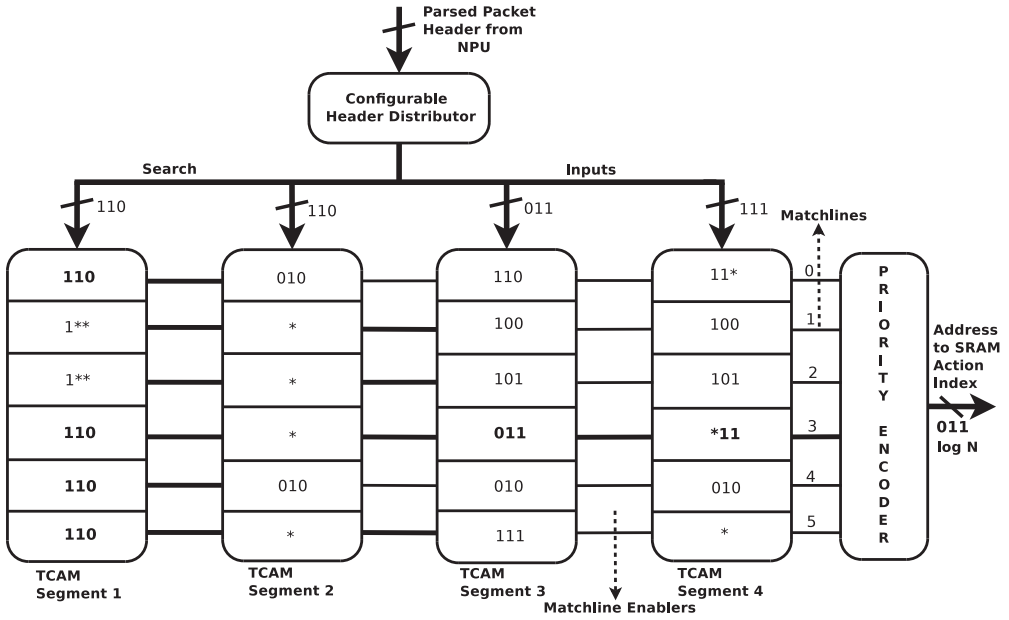 Parsed Packet
Header from
NPU
Configurable
Header Distributor
Search
Inputs
110
110
011
111
Matchlines
110
010
110
11*
0
1**
*
100
100
1
1**
*
101
101
2
110
*
011
*11
3
110
010
010
010
4
110
*
111
*
5
PRIORITY
ENCODER
Address
to SRAM
Action
Index
011
log N
TCAM
Segment 1
TCAM
Segment 2
TCAM
Segment 3
TCAM
Segment 4
Matchline Enablers